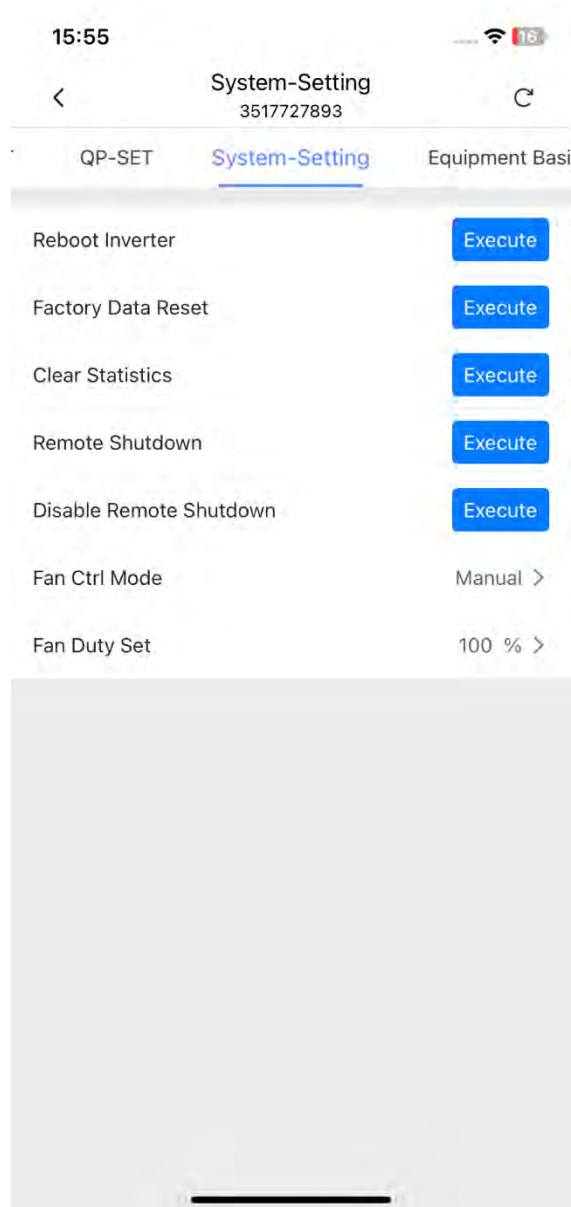 15:55
16
System-Setting
3517727893
QP-SET System-Setting Equipment Basi
Reboot Inverter Execute
Factory Data Reset Execute
Clear Statistics Execute
Remote Shutdown Execute
Disable Remote Shutdown Execute
Fan Ctrl Mode Manual >
Fan Duty Set 100 % >